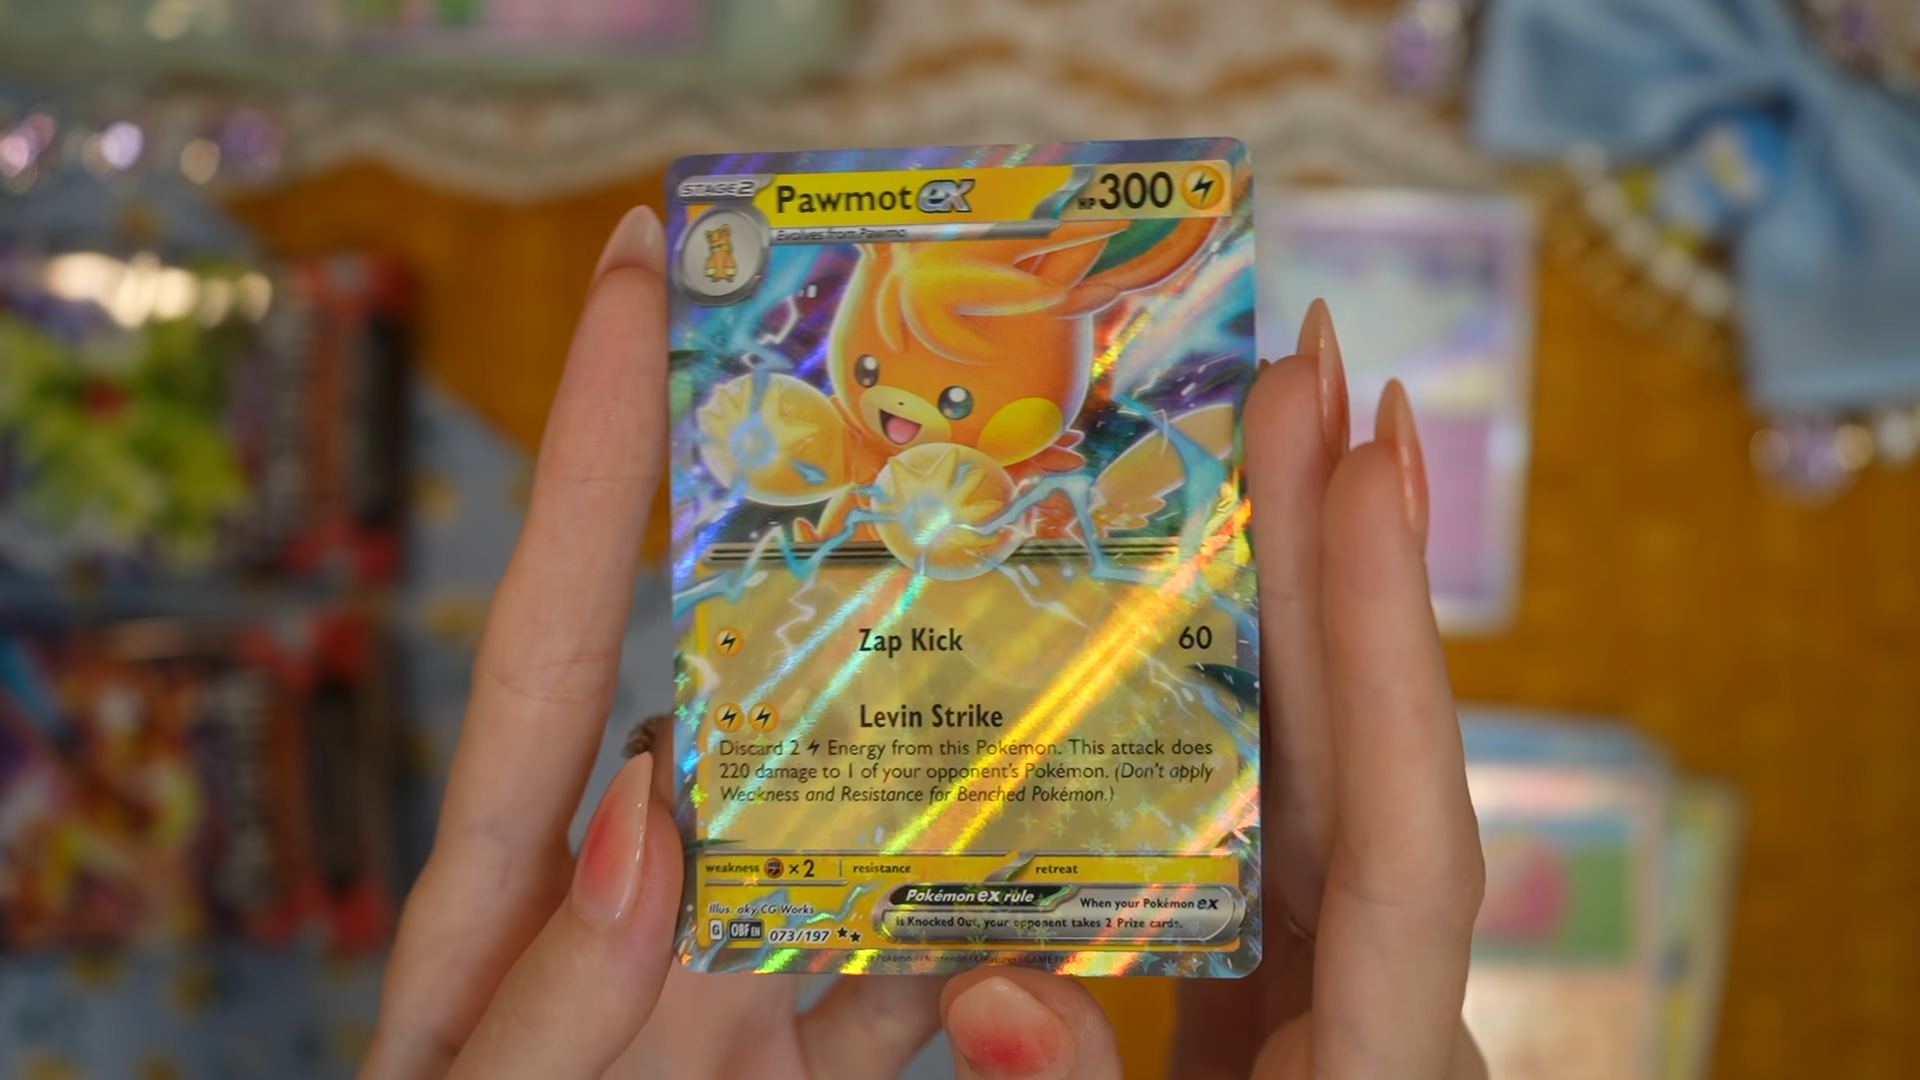 STAGE 2 Pawmot ex HP 300
Evolves from Pawmo
Zap Kick 60
Levin Strike
Discard 2 Energy from this Pokémon. This attack does
220 damage to 1 of your opponent's Pokémon. (Don't apply
Weakness and Resistance for Benched Pokémon.)
weakness ×2 resistance retreat
Pokémon ex rule When your Pokémon ex
is Knocked Out, your opponent takes 2 Prize cards.
Illus. aky CG Works
G OBF EN 073/197